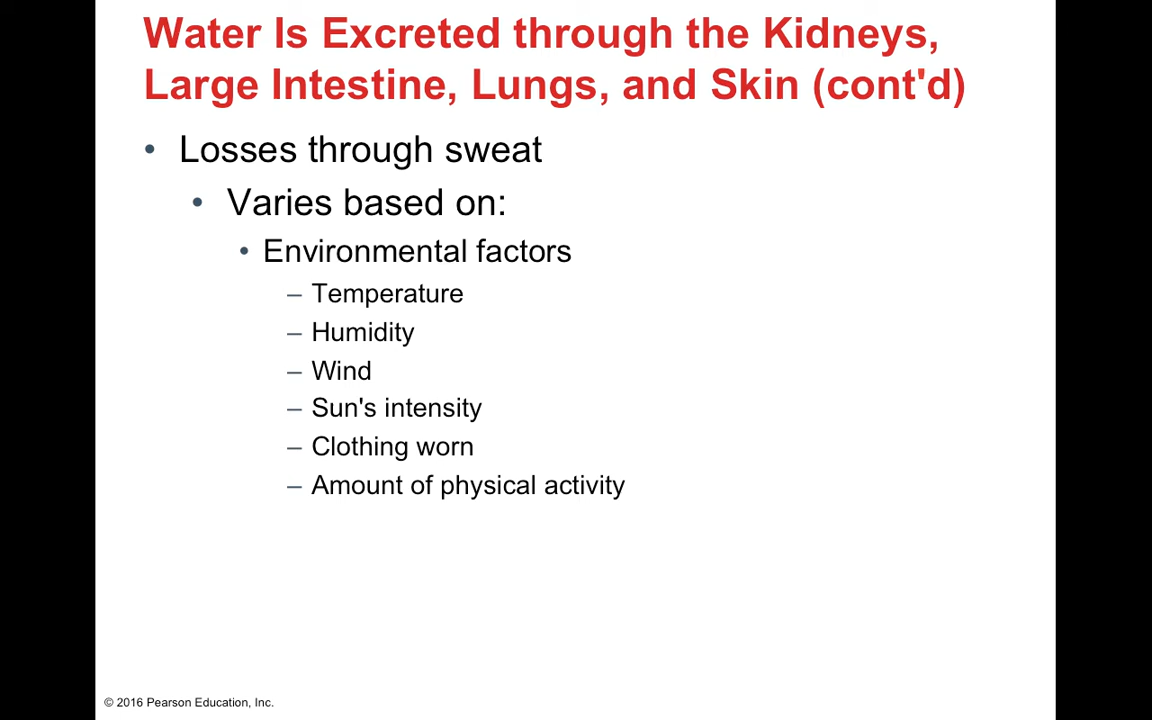 Water Is Excreted through the Kidneys,
Large Intestine, Lungs, and Skin (cont'd)
• Losses through sweat
• Varies based on:
• Environmental factors
– Temperature
– Humidity
– Wind
– Sun's intensity
– Clothing worn
– Amount of physical activity
© 2016 Pearson Education, Inc.